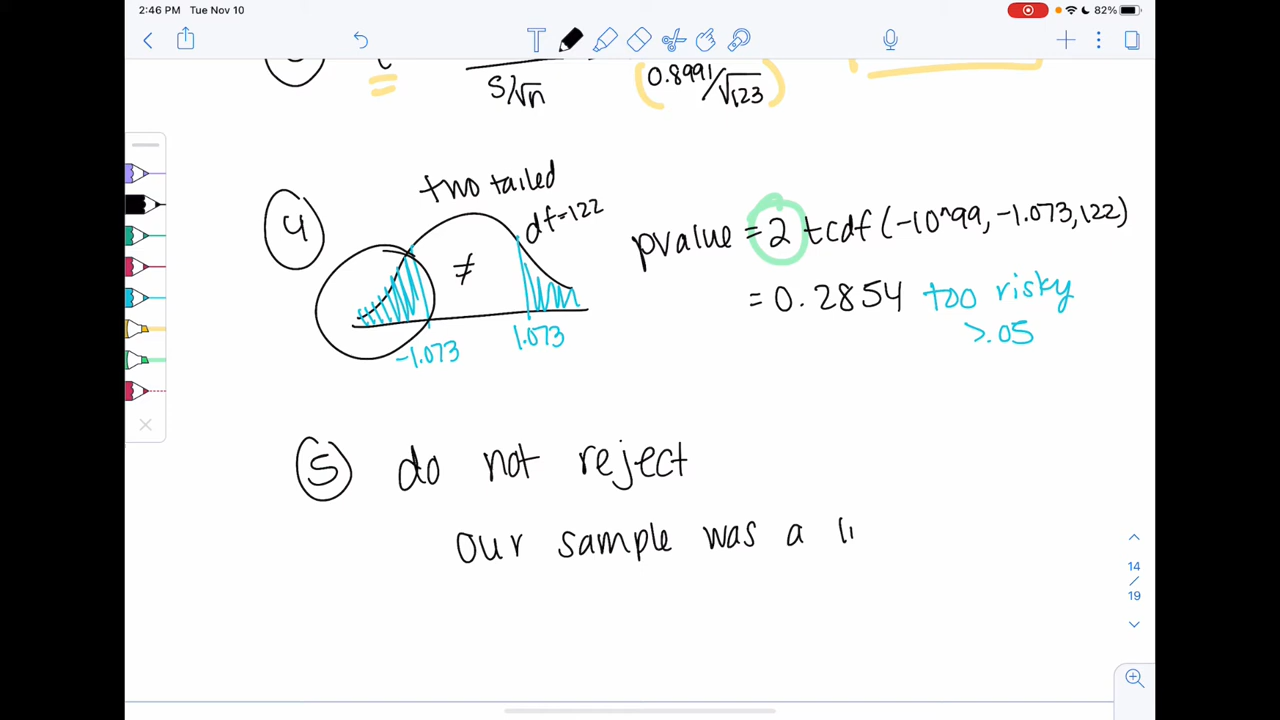 2:46 PM Tue Nov 10
82%
S/√n
0.8991/√123
4
two tailed
df=122
≠
-1.073
1.073
pvalue = 2 tcdf (-10^99, -1.073, 122)
= 0.2854 too risky
>.05
5 do not reject
our sample was a
14
/
19